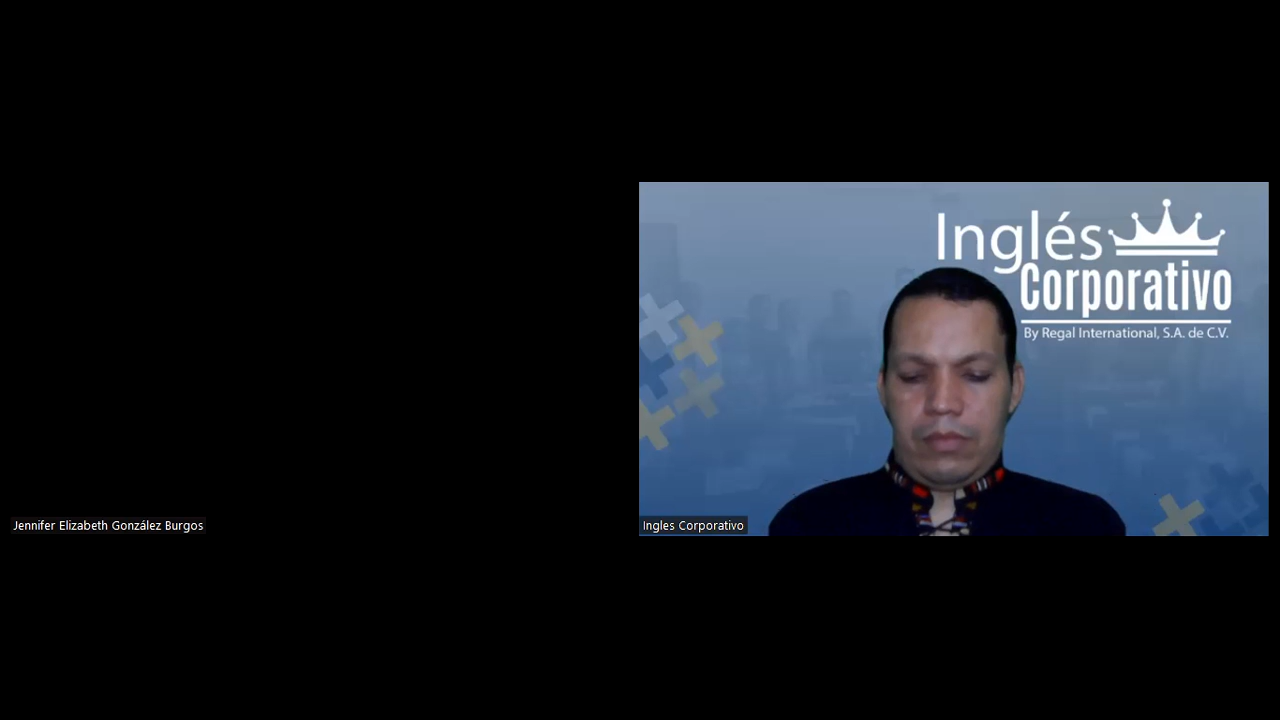 Inglés
Corporativo
By Regal International, S.A. de C.V.
Jennifer Elizabeth González Burgos
Ingles Corporativo